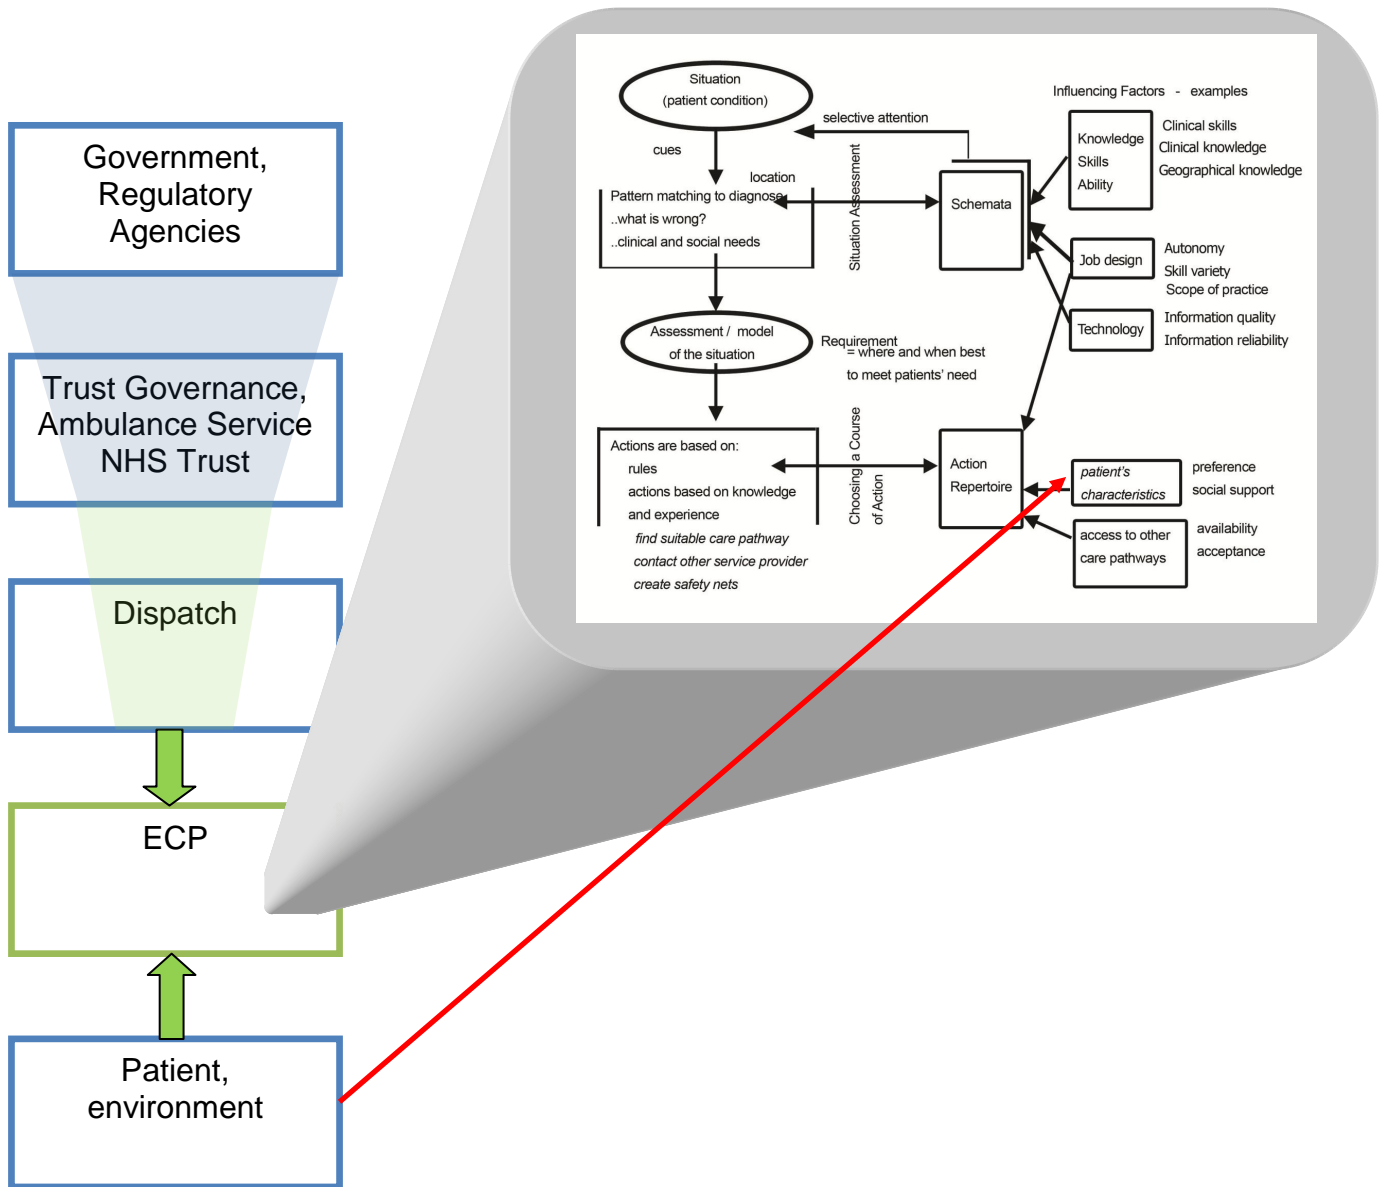 Government,
Regulatory
Agencies
Trust Governance,
Ambulance Service
NHS Trust
Dispatch
ECP
Patient,
environment
Situation
(patient condition)
selective attention
cues
location
Pattern matching to diagnose
..what is wrong?
..clinical and social needs
Situation Assessment
Schemata
Influencing Factors - examples
Knowledge
Skills
Ability
Clinical skills
Clinical knowledge
Geographical knowledge
Job design
Autonomy
Skill variety
Scope of practice
Technology
Information quality
Information reliability
Assessment / model
of the situation
Requirement
= where and when best
to meet patients' need
Actions are based on:
rules
actions based on knowledge
and experience
find suitable care pathway
contact other service provider
create safety nets
Choosing a Course
of Action
Action
Repertoire
patient's
characteristics
preference
social support
access to other
care pathways
availability
acceptance